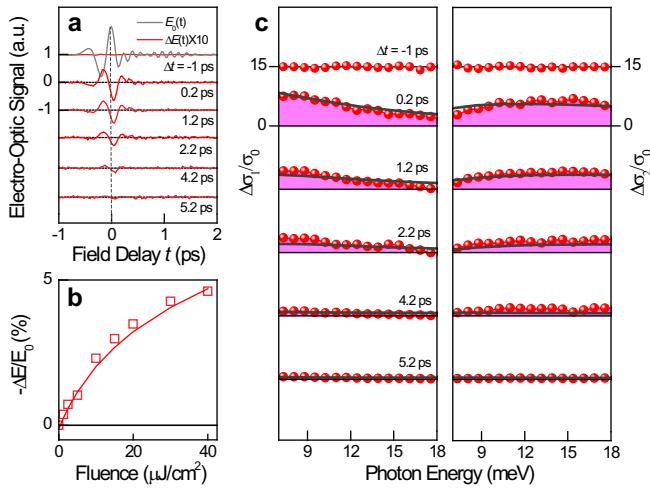 a
E₀(t)
ΔE(t)X10
Δt = -1 ps
0.2 ps
1.2 ps
2.2 ps
4.2 ps
5.2 ps
1
0
-1
Electro-Optic Signal (a.u.)
-1 0 1 2
Field Delay t (ps)
b
5
0
-ΔE/E₀(%)
0 10 20 30 40
Fluence (μJ/cm²)
c
Δt = -1 ps
0.2 ps
1.2 ps
2.2 ps
4.2 ps
5.2 ps
15
0
Δσ₁/σ₀
15
0
Δσ₂/σ₀
9 12 15 18
9 12 15 18
Photon Energy (meV)